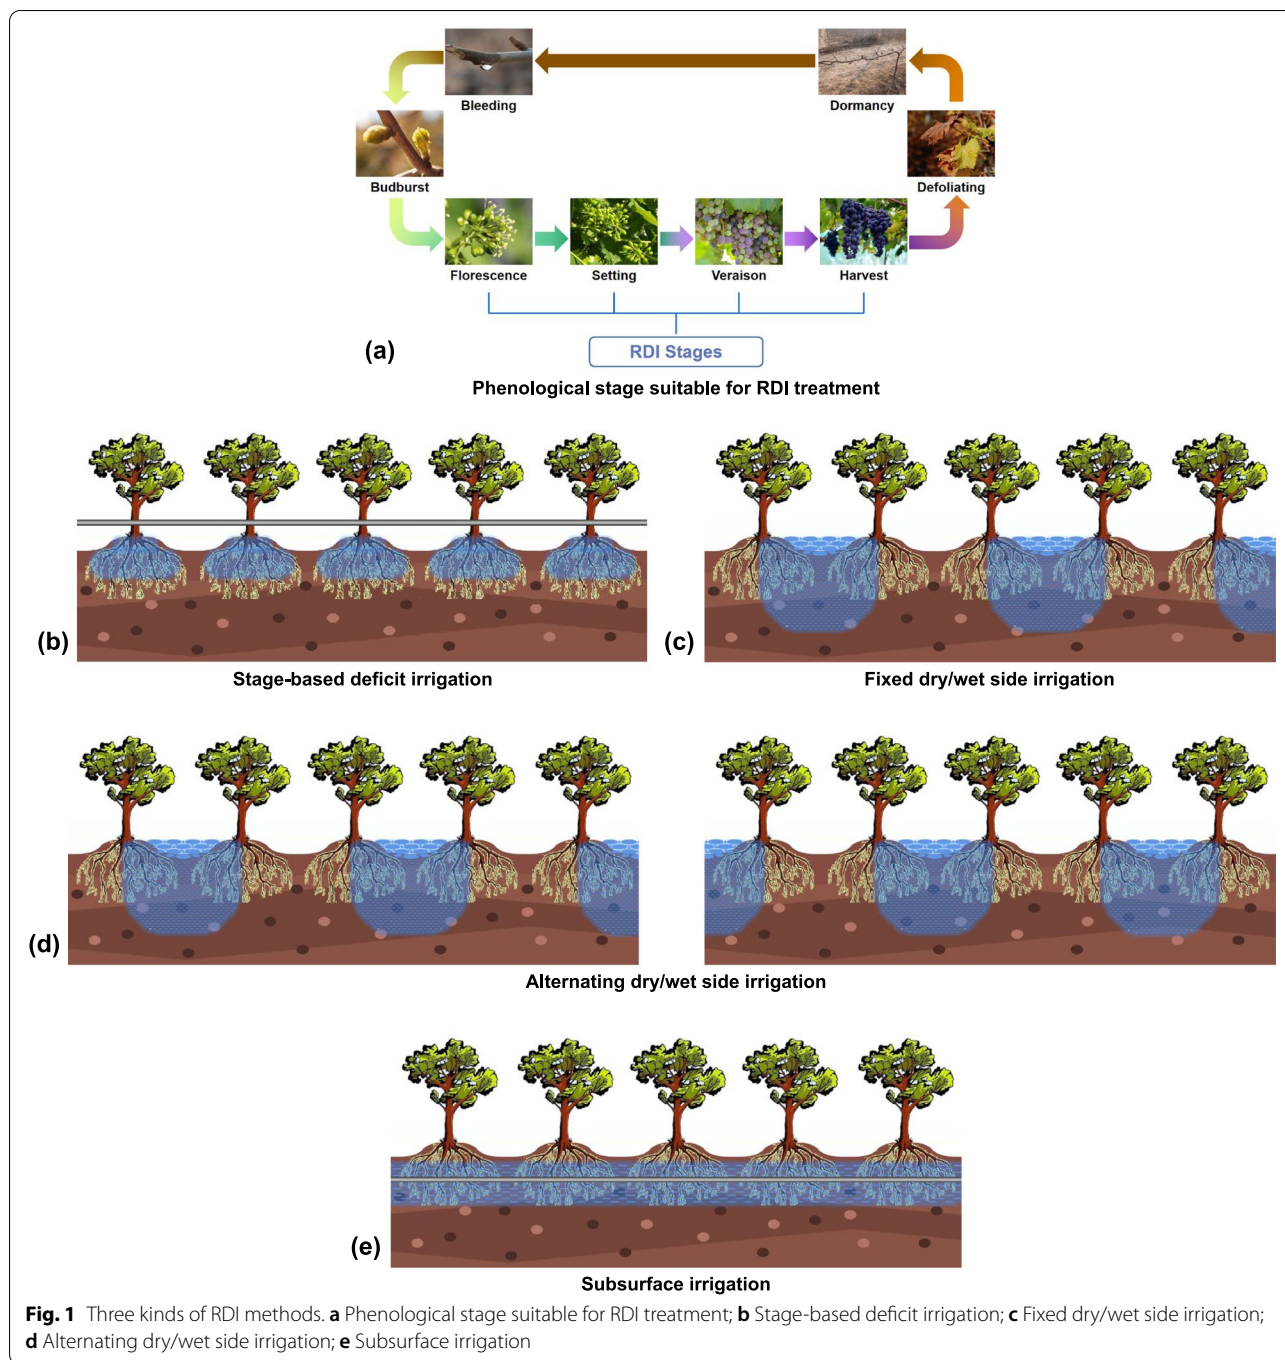 Bleeding
Dormancy
Budburst
Defoliating
Florescence
Setting
Veraison
Harvest
RDI Stages
(a)
Phenological stage suitable for RDI treatment
(b)
Stage-based deficit irrigation
(c)
Fixed dry/wet side irrigation
(d)
Alternating dry/wet side irrigation
(e)
Subsurface irrigation
Fig. 1 Three kinds of RDI methods. a Phenological stage suitable for RDI treatment; b Stage-based deficit irrigation; c Fixed dry/wet side irrigation;
d Alternating dry/wet side irrigation; e Subsurface irrigation